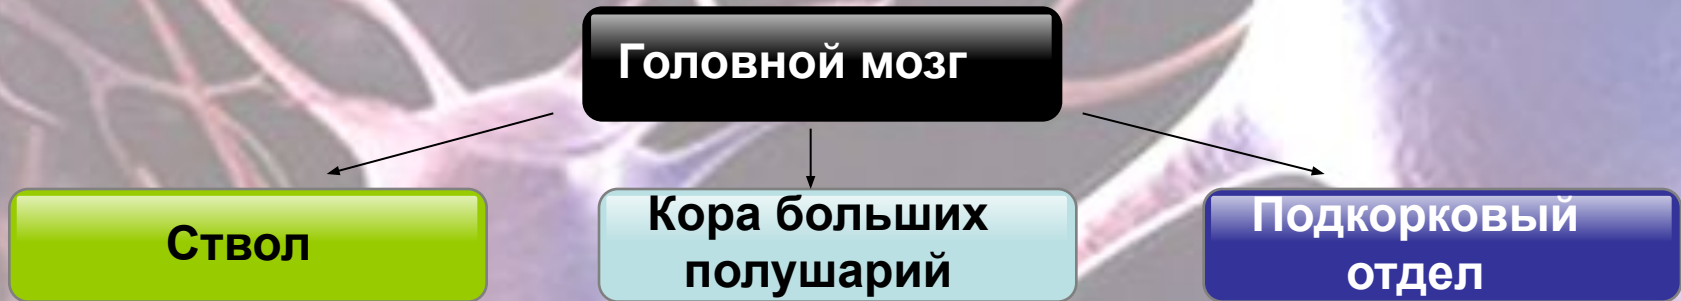 Головной мозг
Ствол
Кора больших
полушарий
Подкорковый
отдел